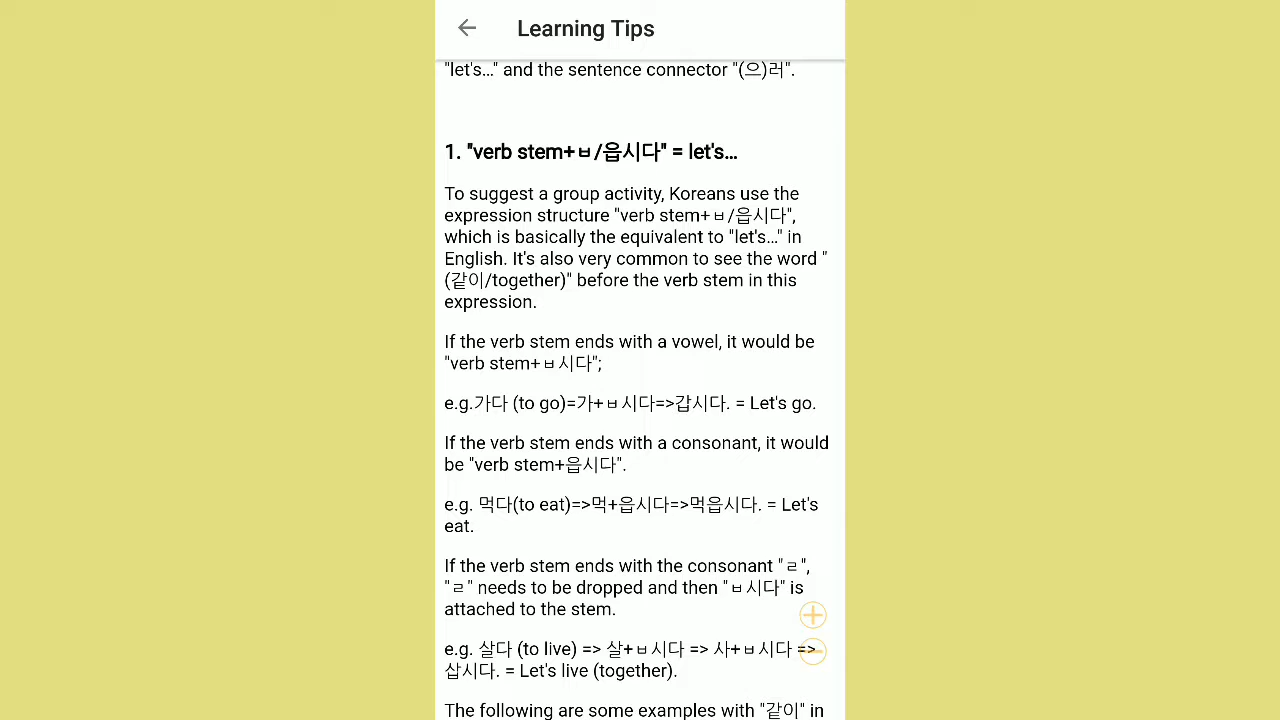 Learning Tips
"let's…" and the sentence connector "(으)러".
1. "verb stem+ㅂ/읍시다" = let's…
To suggest a group activity, Koreans use the
expression structure "verb stem+ㅂ/읍시다",
which is basically the equivalent to "let's…" in
English. It's also very common to see the word "
(같이/together)" before the verb stem in this
expression.
If the verb stem ends with a vowel, it would be
"verb stem+ㅂ시다";
e.g.가다 (to go)=가+ㅂ시다=>갑시다. = Let's go.
If the verb stem ends with a consonant, it would
be "verb stem+읍시다".
e.g. 먹다(to eat)=>먹+읍시다=>먹읍시다. = Let's
eat.
If the verb stem ends with the consonant "ㄹ",
"ㄹ" needs to be dropped and then "ㅂ시다" is
attached to the stem.
e.g. 살다 (to live) => 살+ㅂ시다 => 사+ㅂ시다 =>
삽시다. = Let's live (together).
The following are some examples with "같이" in